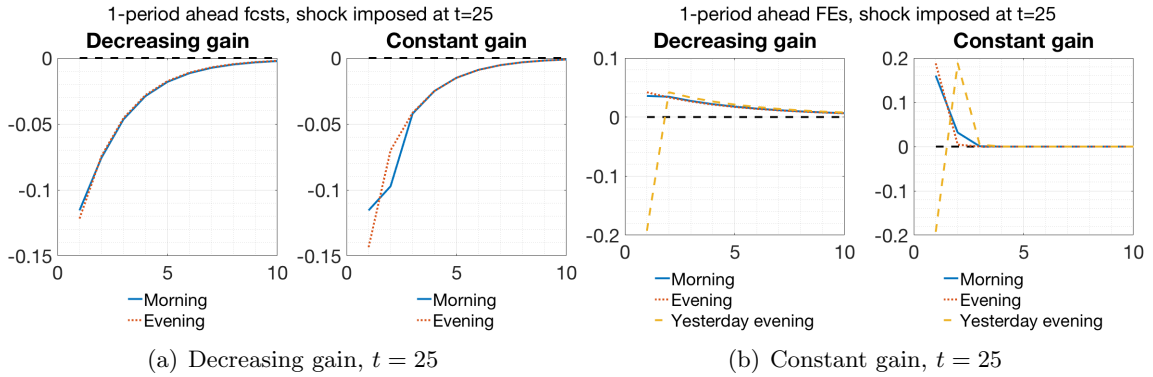 1-period ahead fcsts, shock imposed at t=25
Decreasing gain
0
-0.05
-0.1
-0.15
0
5
10
Morning
Evening
Constant gain
0
-0.05
-0.1
-0.15
0
5
10
Morning
Evening
(a) Decreasing gain, t = 25
1-period ahead FEs, shock imposed at t=25
Decreasing gain
0.1
0
-0.1
-0.2
0
5
10
Morning
Evening
Yesterday evening
Constant gain
0.2
0.1
0
-0.1
-0.2
0
5
10
Morning
Evening
Yesterday evening
(b) Constant gain, t = 25